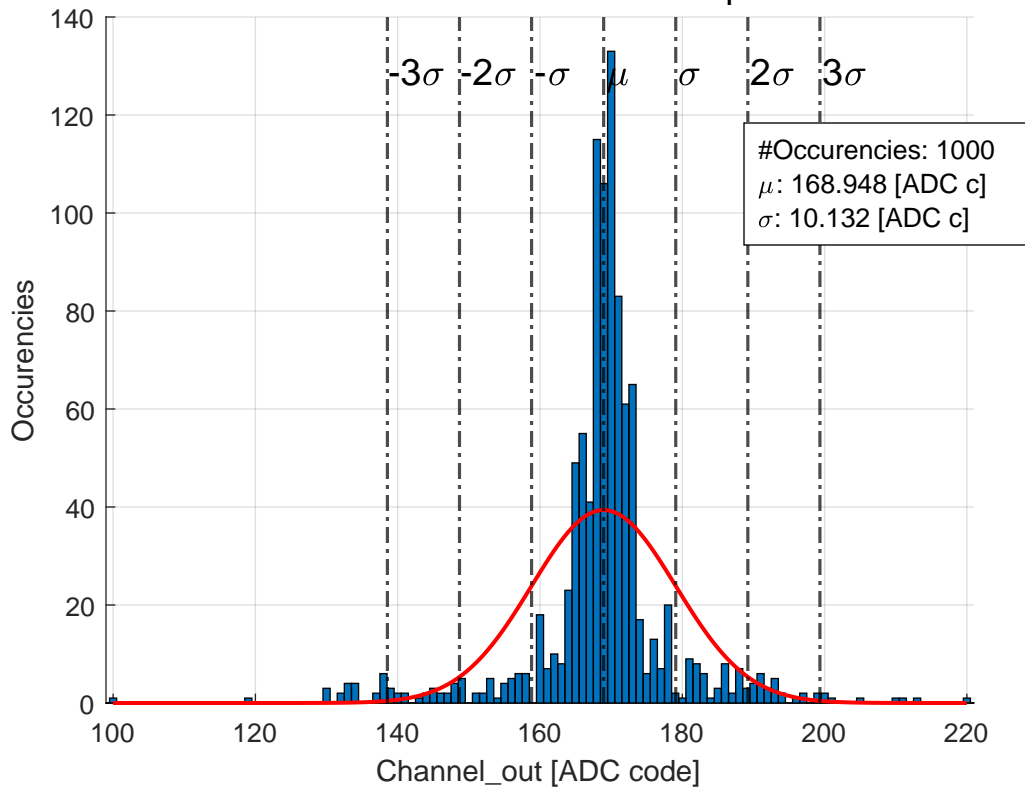 140
120
100
80
60
40
20
0
Occurencies
-3σ -2σ -σ μ σ 2σ 3σ
#Occurencies: 1000
μ: 168.948 [ADC c]
σ: 10.132 [ADC c]
100 120 140 160 180 200 220
Channel_out [ADC code]